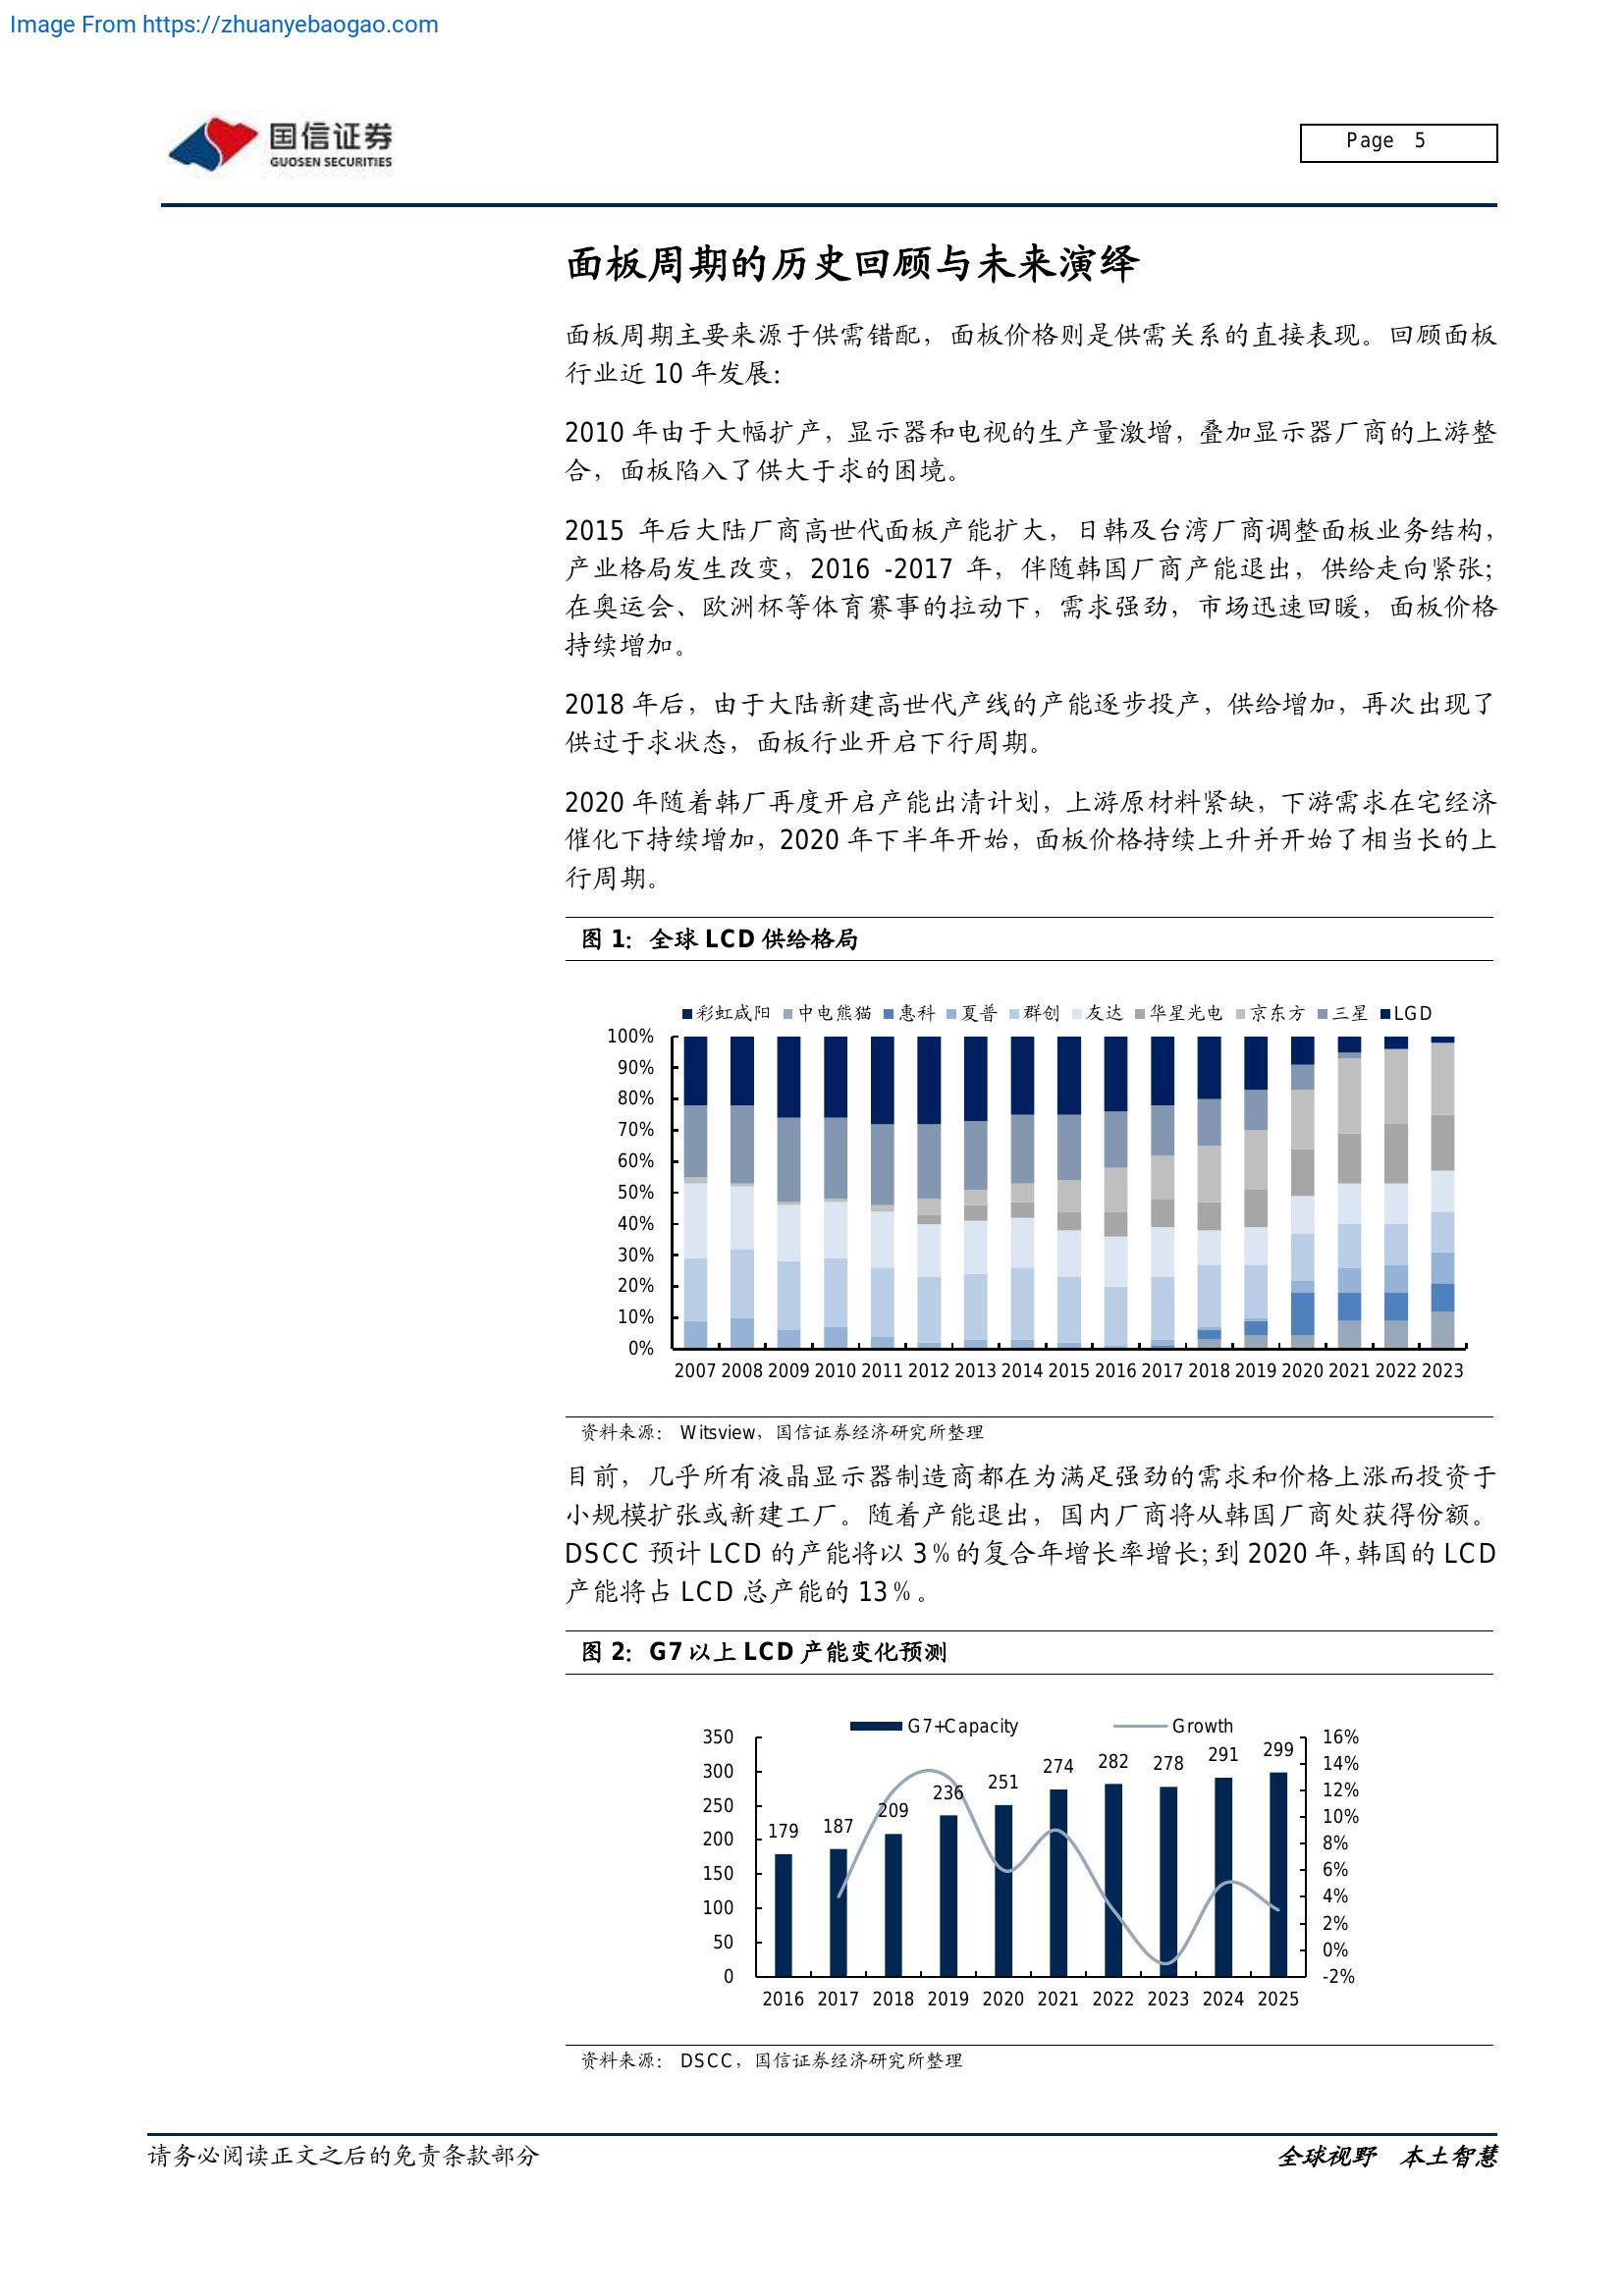 Image From https://zhuanyebaogao.com
国信证券
GUOSEN SECURITIES
Page 5
面板周期的历史回顾与未来演绎
面板周期主要来源于供需错配，面板价格则是供需关系的直接表现。回顾面板
行业近 10 年发展：
2010 年由于大幅扩产，显示器和电视的生产量激增，叠加显示器厂商的上游整
合，面板陷入了供大于求的困境。
2015 年后大陆厂商高世代面板产能扩大，日韩及台湾厂商调整面板业务结构，
产业格局发生改变，2016 -2017 年，伴随韩国厂商产能退出，供给走向紧张；
在奥运会、欧洲杯等体育赛事的拉动下，需求强劲，市场迅速回暖，面板价格
持续增加。
2018 年后，由于大陆新建高世代产线的产能逐步投产，供给增加，再次出现了
供过于求状态，面板行业开启下行周期。
2020 年随着韩厂再度开启产能出清计划，上游原材料紧缺，下游需求在宅经济
催化下持续增加，2020 年下半年开始，面板价格持续上升并开始了相当长的上
行周期。
图 1：全球 LCD 供给格局
彩虹咸阳 中电熊猫 惠科 夏普 群创 友达 华星光电 京东方 三星 LGD
100%
90%
80%
70%
60%
50%
40%
30%
20%
10%
0%
2007 2008 2009 2010 2011 2012 2013 2014 2015 2016 2017 2018 2019 2020 2021 2022 2023
资料来源： Witsview，国信证券经济研究所整理
目前，几乎所有液晶显示器制造商都在为满足强劲的需求和价格上涨而投资于
小规模扩张或新建工厂。随着产能退出，国内厂商将从韩国厂商处获得份额。
DSCC 预计 LCD 的产能将以 3％的复合年增长率增长；到 2020 年，韩国的 LCD
产能将占 LCD 总产能的 13％。
图 2：G7 以上 LCD 产能变化预测
G7+Capacity Growth
350
300
250
200
150
100
50
0
179 187 209 236 251 274 282 278 291 299
16%
14%
12%
10%
8%
6%
4%
2%
0%
-2%
2016 2017 2018 2019 2020 2021 2022 2023 2024 2025
资料来源： DSCC，国信证券经济研究所整理
请务必阅读正文之后的免责条款部分
全球视野 本土智慧